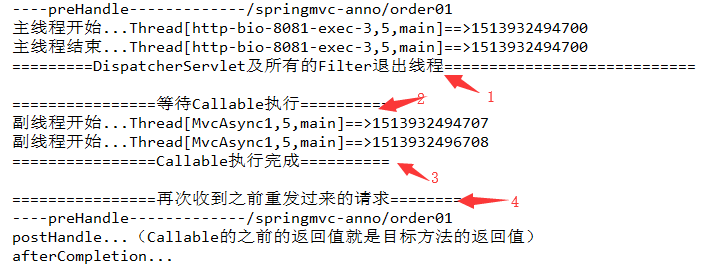 ----preHandle-------------/springmvc-anno/order01
主线程开始...Thread[http-bio-8081-exec-3,5,main]==>1513932494700
主线程结束...Thread[http-bio-8081-exec-3,5,main]==>1513932494700
=========DispatcherServlet及所有的Filter退出线程============================
1
================等待Callable执行==========
2
副线程开始...Thread[MvcAsync1,5,main]==>1513932494707
副线程开始...Thread[MvcAsync1,5,main]==>1513932496708
================Callable执行完成==========
3
================再次收到之前重发过来的请求========
4
----preHandle-------------/springmvc-anno/order01
postHandle...（Callable的之前的返回值就是目标方法的返回值）
afterCompletion...